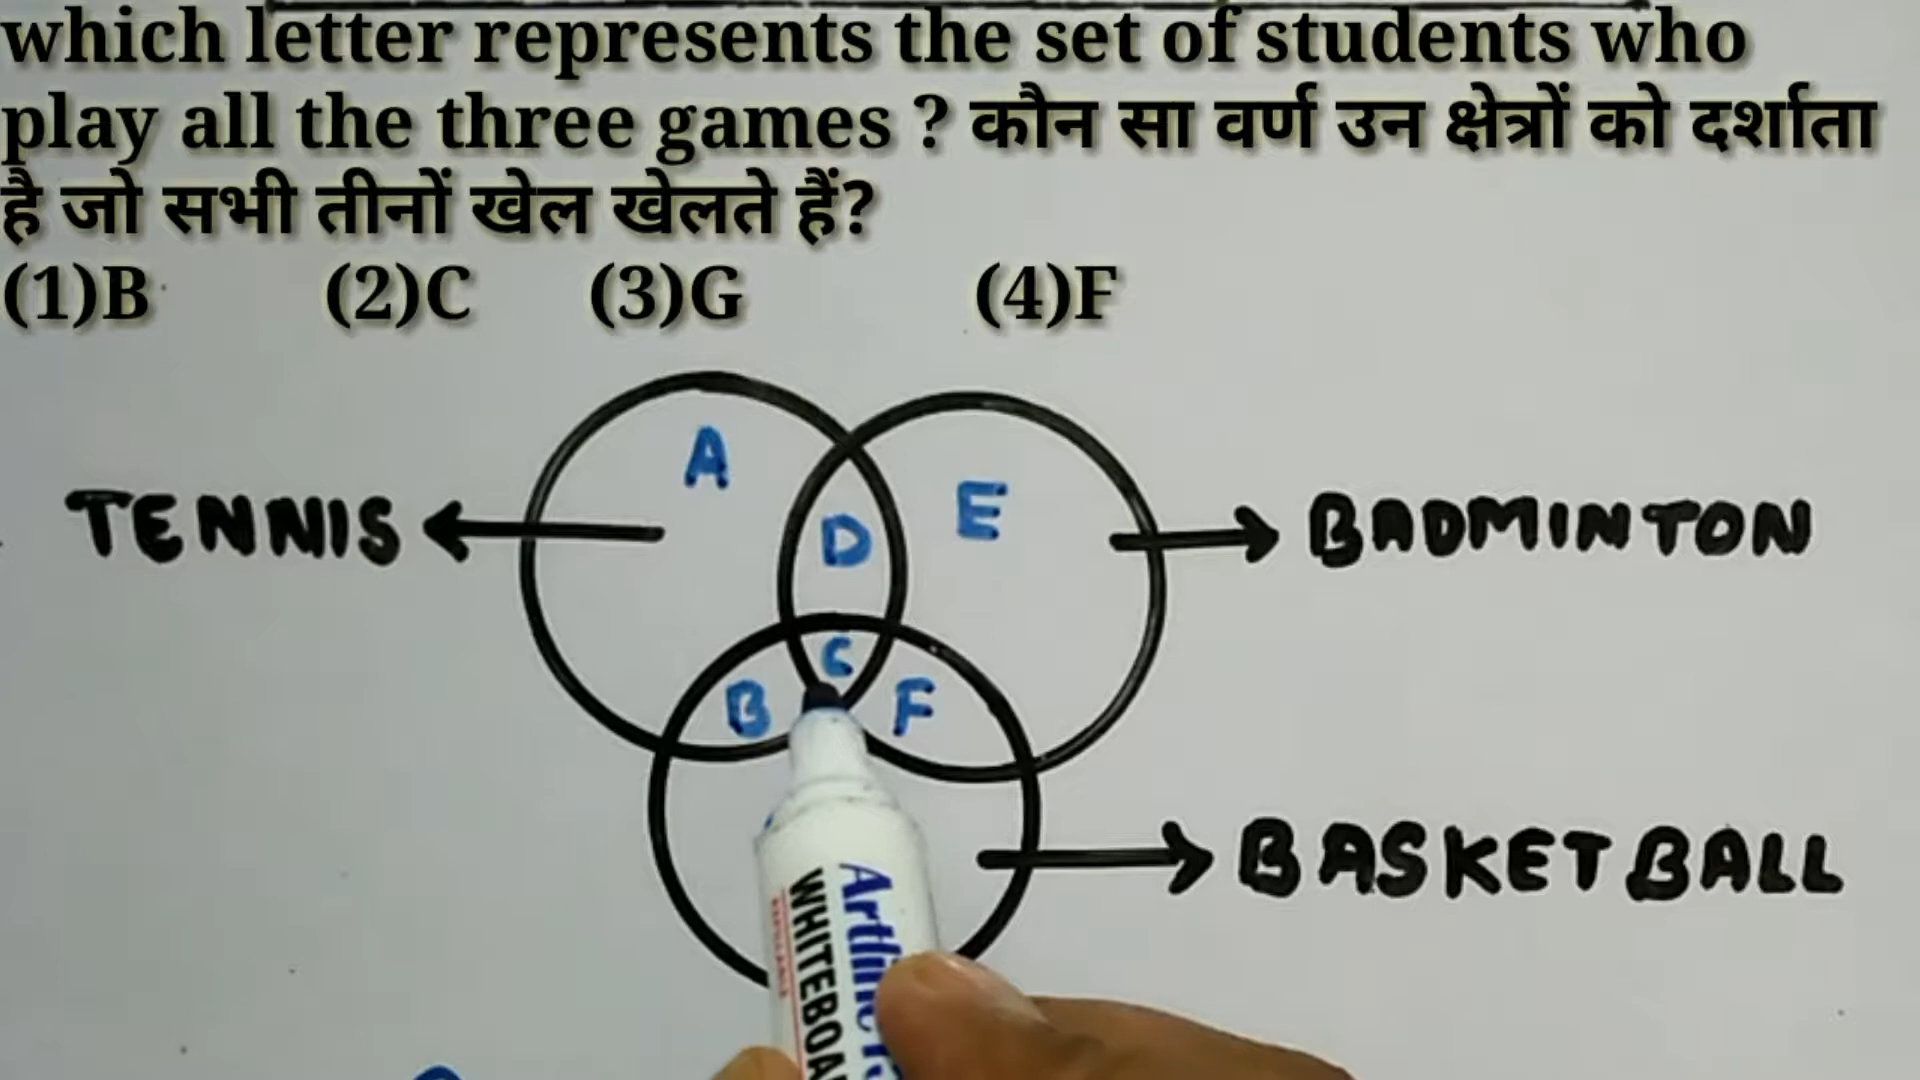 which letter represents the set of students who
play all the three games ? कौन सा वर्ण उन क्षेत्रों को दर्शाता
है जो सभी तीनों खेल खेलते हैं?
(1)B (2)C (3)G (4)F
A
E
TENNIS
D
BADMINTON
C
B
F
BASKETBALL
Artline
WHITEBOA